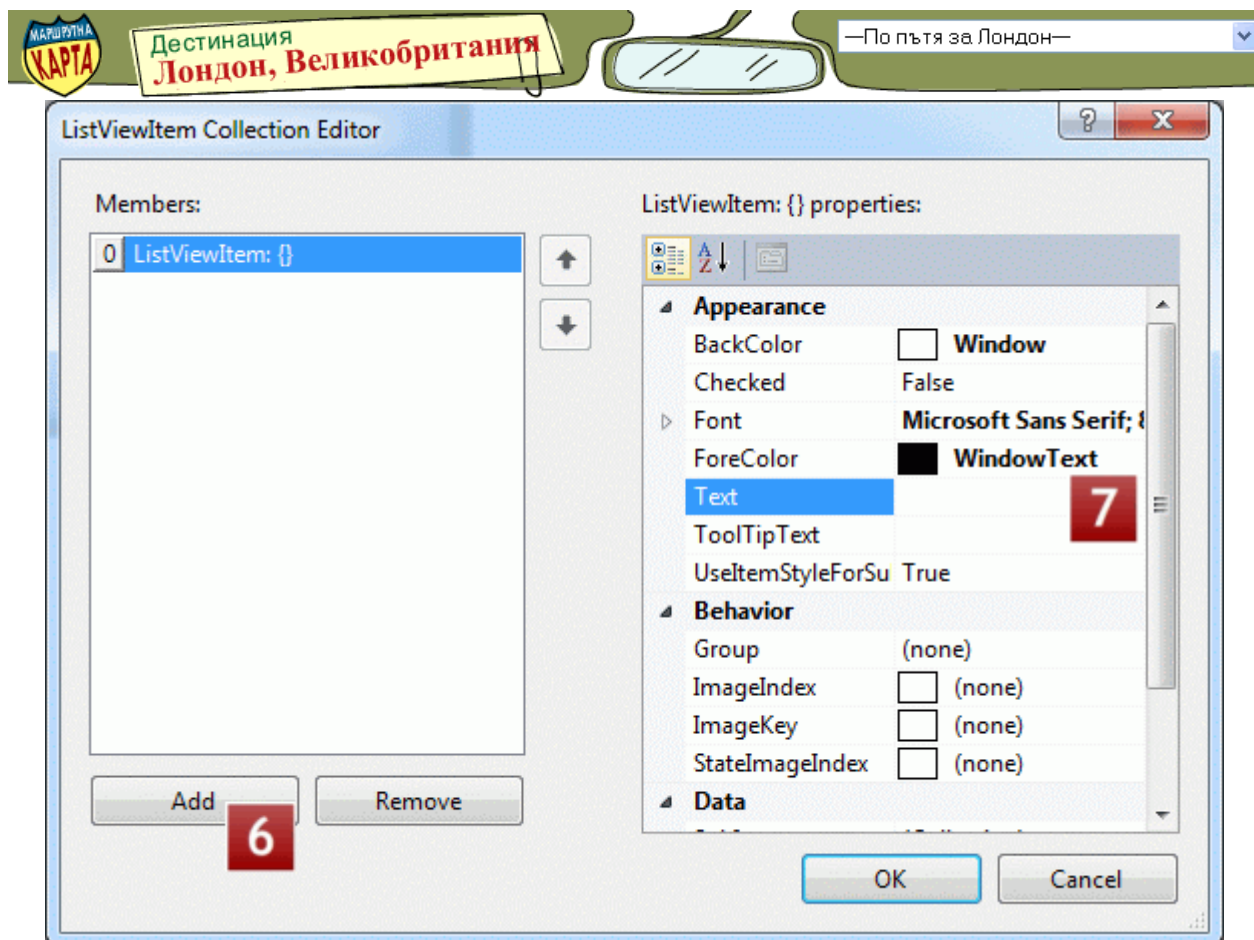 МАРШРУТНА
КАРТА
Дестинация
Лондон, Великобритания
—По пътя за Лондон—
ListViewItem Collection Editor
Members:
ListViewItem: {} properties:
0 ListViewItem: {}
Appearance
BackColor Window
Checked False
Font Microsoft Sans Serif; 8
ForeColor WindowText
Text
7
ToolTipText
UseItemStyleForSu True
Behavior
Group (none)
ImageIndex (none)
ImageKey (none)
StateImageIndex (none)
Data
Add Remove
6
OK Cancel